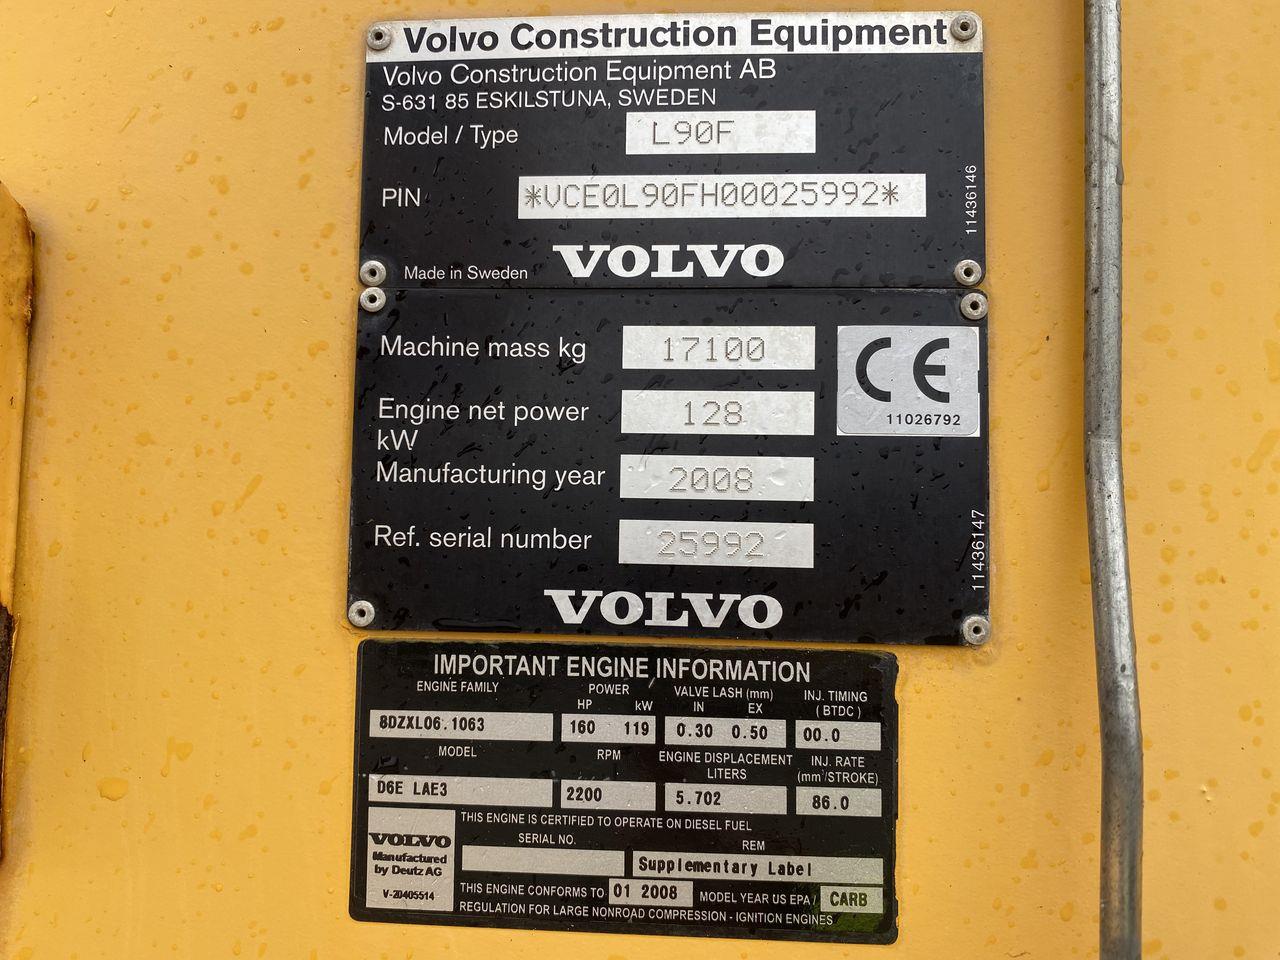 Volvo Construction Equipment
Volvo Construction Equipment AB
S-631 85 ESKILSTUNA, SWEDEN
Model / Type L90F
PIN *VCE0L90FH00025992*
11436146
Made in Sweden VOLVO
Machine mass kg 17100
CE
11026792
Engine net power kW 128
Manufacturing year 2008
Ref. serial number 25992
11436147
VOLVO
IMPORTANT ENGINE INFORMATION
ENGINE FAMILY POWER VALVE LASH (mm) INJ. TIMING
HP kW IN EX (BTDC)
8DZXL06.1063 160 119 0.30 0.50 00.0
MODEL RPM ENGINE DISPLACEMENT INJ. RATE
LITERS (mm³/STROKE)
D6E LAE3 2200 5.702 86.0
THIS ENGINE IS CERTIFIED TO OPERATE ON DIESEL FUEL
SERIAL NO. REM
Supplementary Label
VOLVO
Manufactured
by Deutz AG
V-20405514
THIS ENGINE CONFORMS TO 01 2008 MODEL YEAR US EPA / CARB
REGULATION FOR LARGE NONROAD COMPRESSION - IGNITION ENGINES